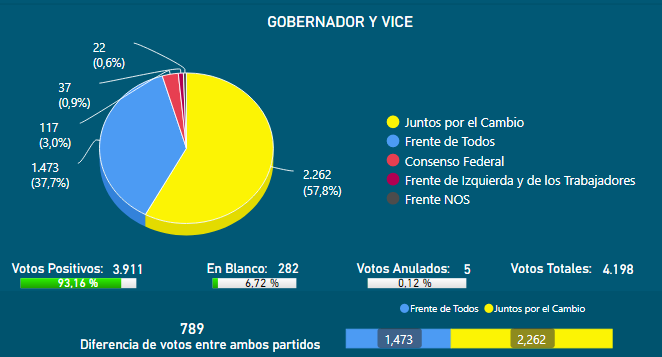 GOBERNADOR Y VICE
22
(0,6%)
37
(0,9%)
117
(3,0%)
1.473
(37,7%)
2.262
(57,8%)
Juntos por el Cambio
Frente de Todos
Consenso Federal
Frente de Izquierda y de los Trabajadores
Frente NOS
Votos Positivos: 3.911
93,16 %
En Blanco: 282
6,72 %
Votos Anulados: 5
0,12 %
Votos Totales: 4.198
Frente de Todos Juntos por el Cambio
789
Diferencia de votos entre ambos partidos
1,473 2,262